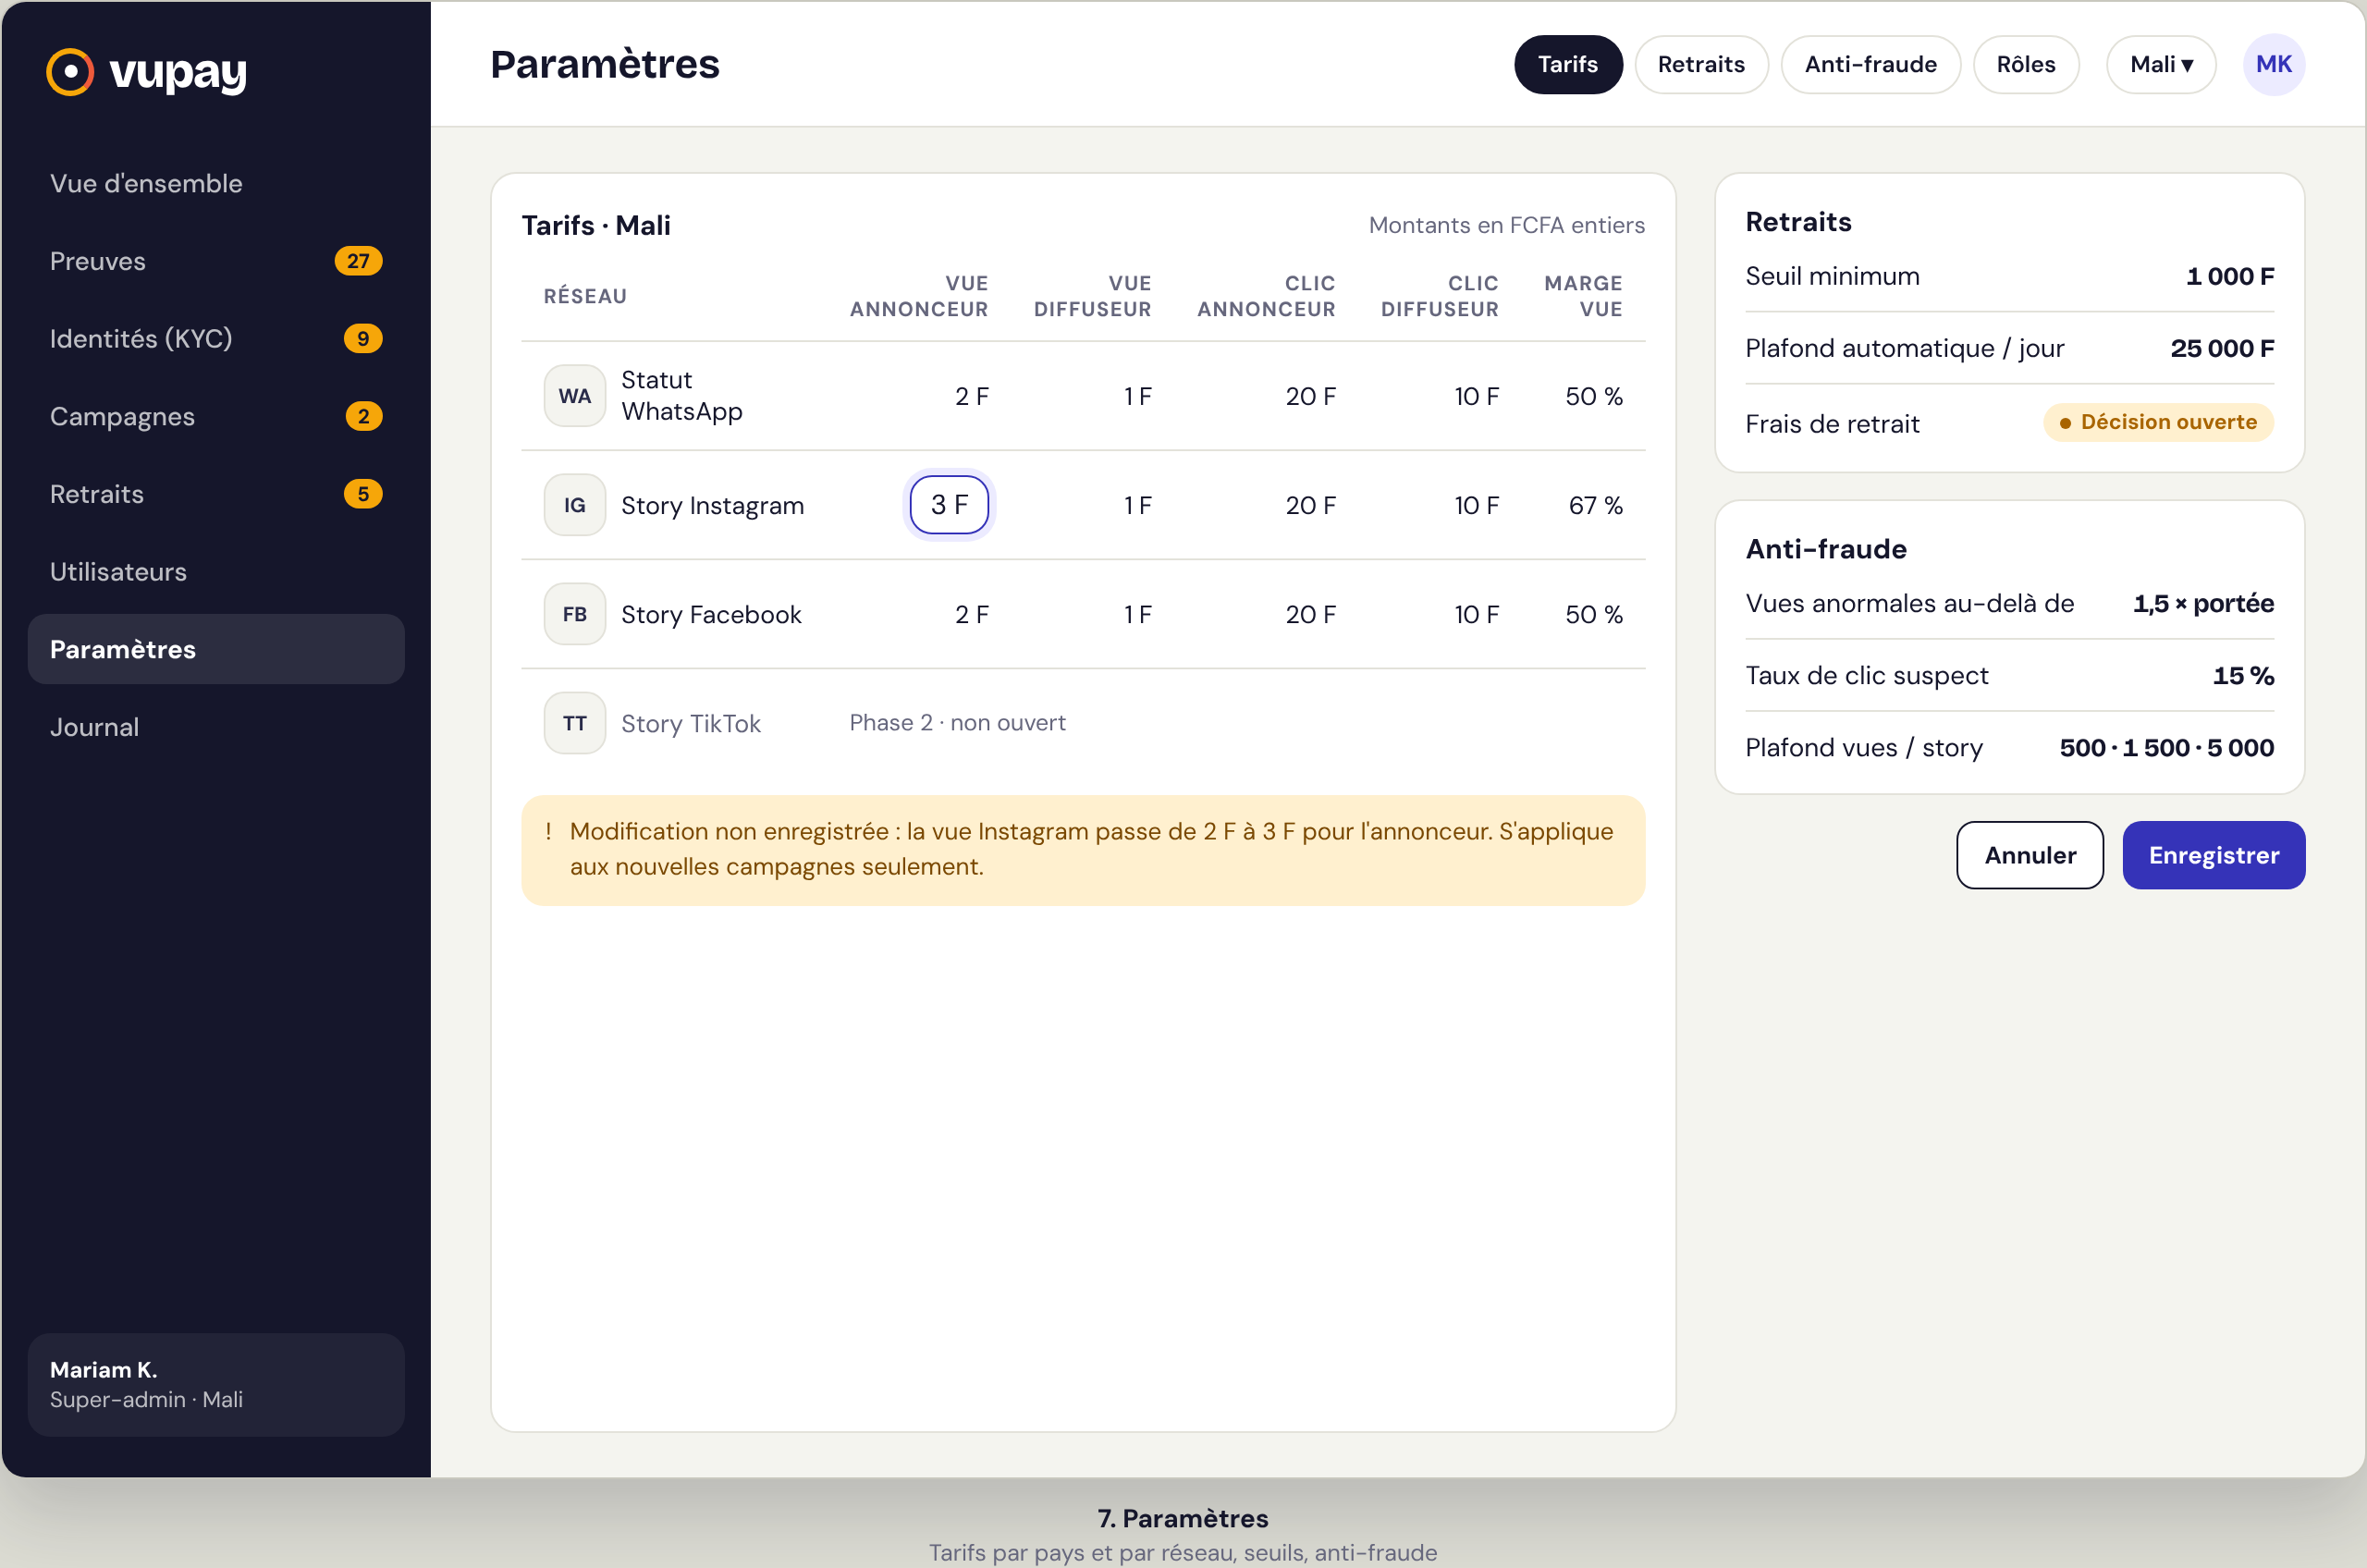 vupay
Vue d'ensemble
Preuves 27
Identités (KYC) 9
Campagnes 2
Retraits 5
Utilisateurs
Paramètres
Journal
Mariam K.
Super-admin · Mali
Paramètres
Tarifs Retraits Anti-fraude Rôles Mali ▾ MK
Tarifs · Mali Montants en FCFA entiers
RÉSEAU VUE ANNONCEUR VUE DIFFUSEUR CLIC ANNONCEUR CLIC DIFFUSEUR MARGE VUE
WA Statut WhatsApp 2 F 1 F 20 F 10 F 50 %
IG Story Instagram 3 F 1 F 20 F 10 F 67 %
FB Story Facebook 2 F 1 F 20 F 10 F 50 %
TT Story TikTok Phase 2 · non ouvert
! Modification non enregistrée : la vue Instagram passe de 2 F à 3 F pour l'annonceur. S'applique
aux nouvelles campagnes seulement.
Retraits
Seuil minimum 1 000 F
Plafond automatique / jour 25 000 F
Frais de retrait Décision ouverte
Anti-fraude
Vues anormales au-delà de 1,5 × portée
Taux de clic suspect 15 %
Plafond vues / story 500 · 1 500 · 5 000
Annuler Enregistrer
7. Paramètres
Tarifs par pays et par réseau, seuils, anti-fraude